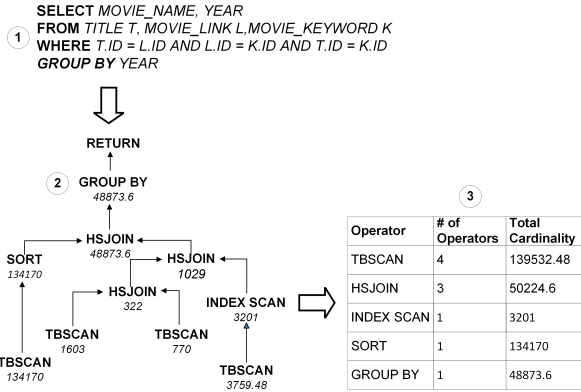 1
SELECT MOVIE_NAME, YEAR
FROM TITLE T, MOVIE_LINK L,MOVIE_KEYWORD K
WHERE T.ID = L.ID AND L.ID = K.ID AND T.ID = K.ID
GROUP BY YEAR
RETURN
2
GROUP BY
48873.6
HSJOIN
48873.6
SORT
134170
HSJOIN
1029
HSJOIN
322
INDEX SCAN
3201
TBSCAN
1603
TBSCAN
770
TBSCAN
134170
TBSCAN
3759.48
3
Operator # of Operators Total Cardinality
TBSCAN 4 139532.48
HSJOIN 3 50224.6
INDEX SCAN 1 3201
SORT 1 134170
GROUP BY 1 48873.6